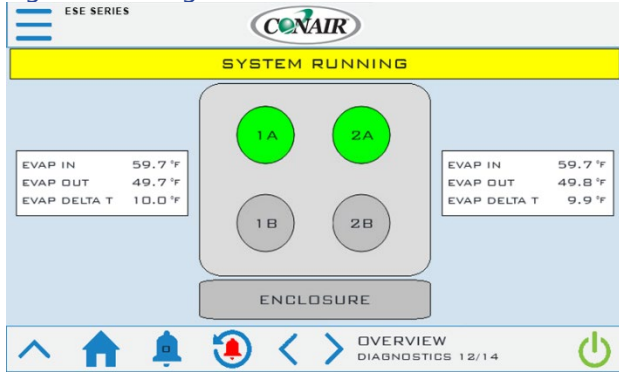 ESE SERIES
CONAIR
SYSTEM RUNNING
1A
2A
EVAP IN 59.7 °F
EVAP OUT 49.7 °F
EVAP DELTA T 10.0 °F
EVAP IN 59.7 °F
EVAP OUT 49.8 °F
EVAP DELTA T 9.9 °F
1B
2B
ENCLOSURE
0
OVERVIEW
DIAGNOSTICS 12/14